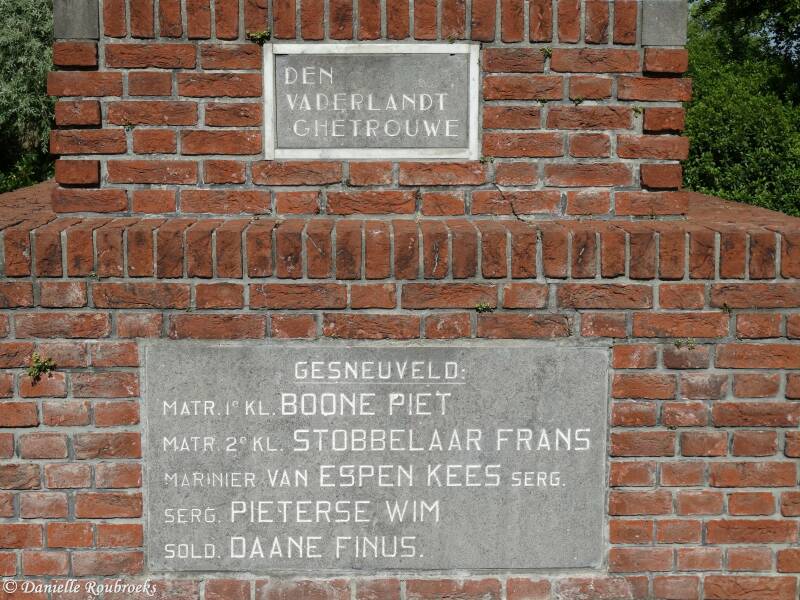 DEN
VADERLANDT
GHETROUWE
GESNEUVELD:
MATR. 1e KL. BOONE PIET
MATR. 2e KL. STOBBELAAR FRANS
MARINIER VAN ESPEN KEES SERG.
SERG. PIETERSE WIM
SOLD. DAANE FINUS.
© Danielle Roubroeks